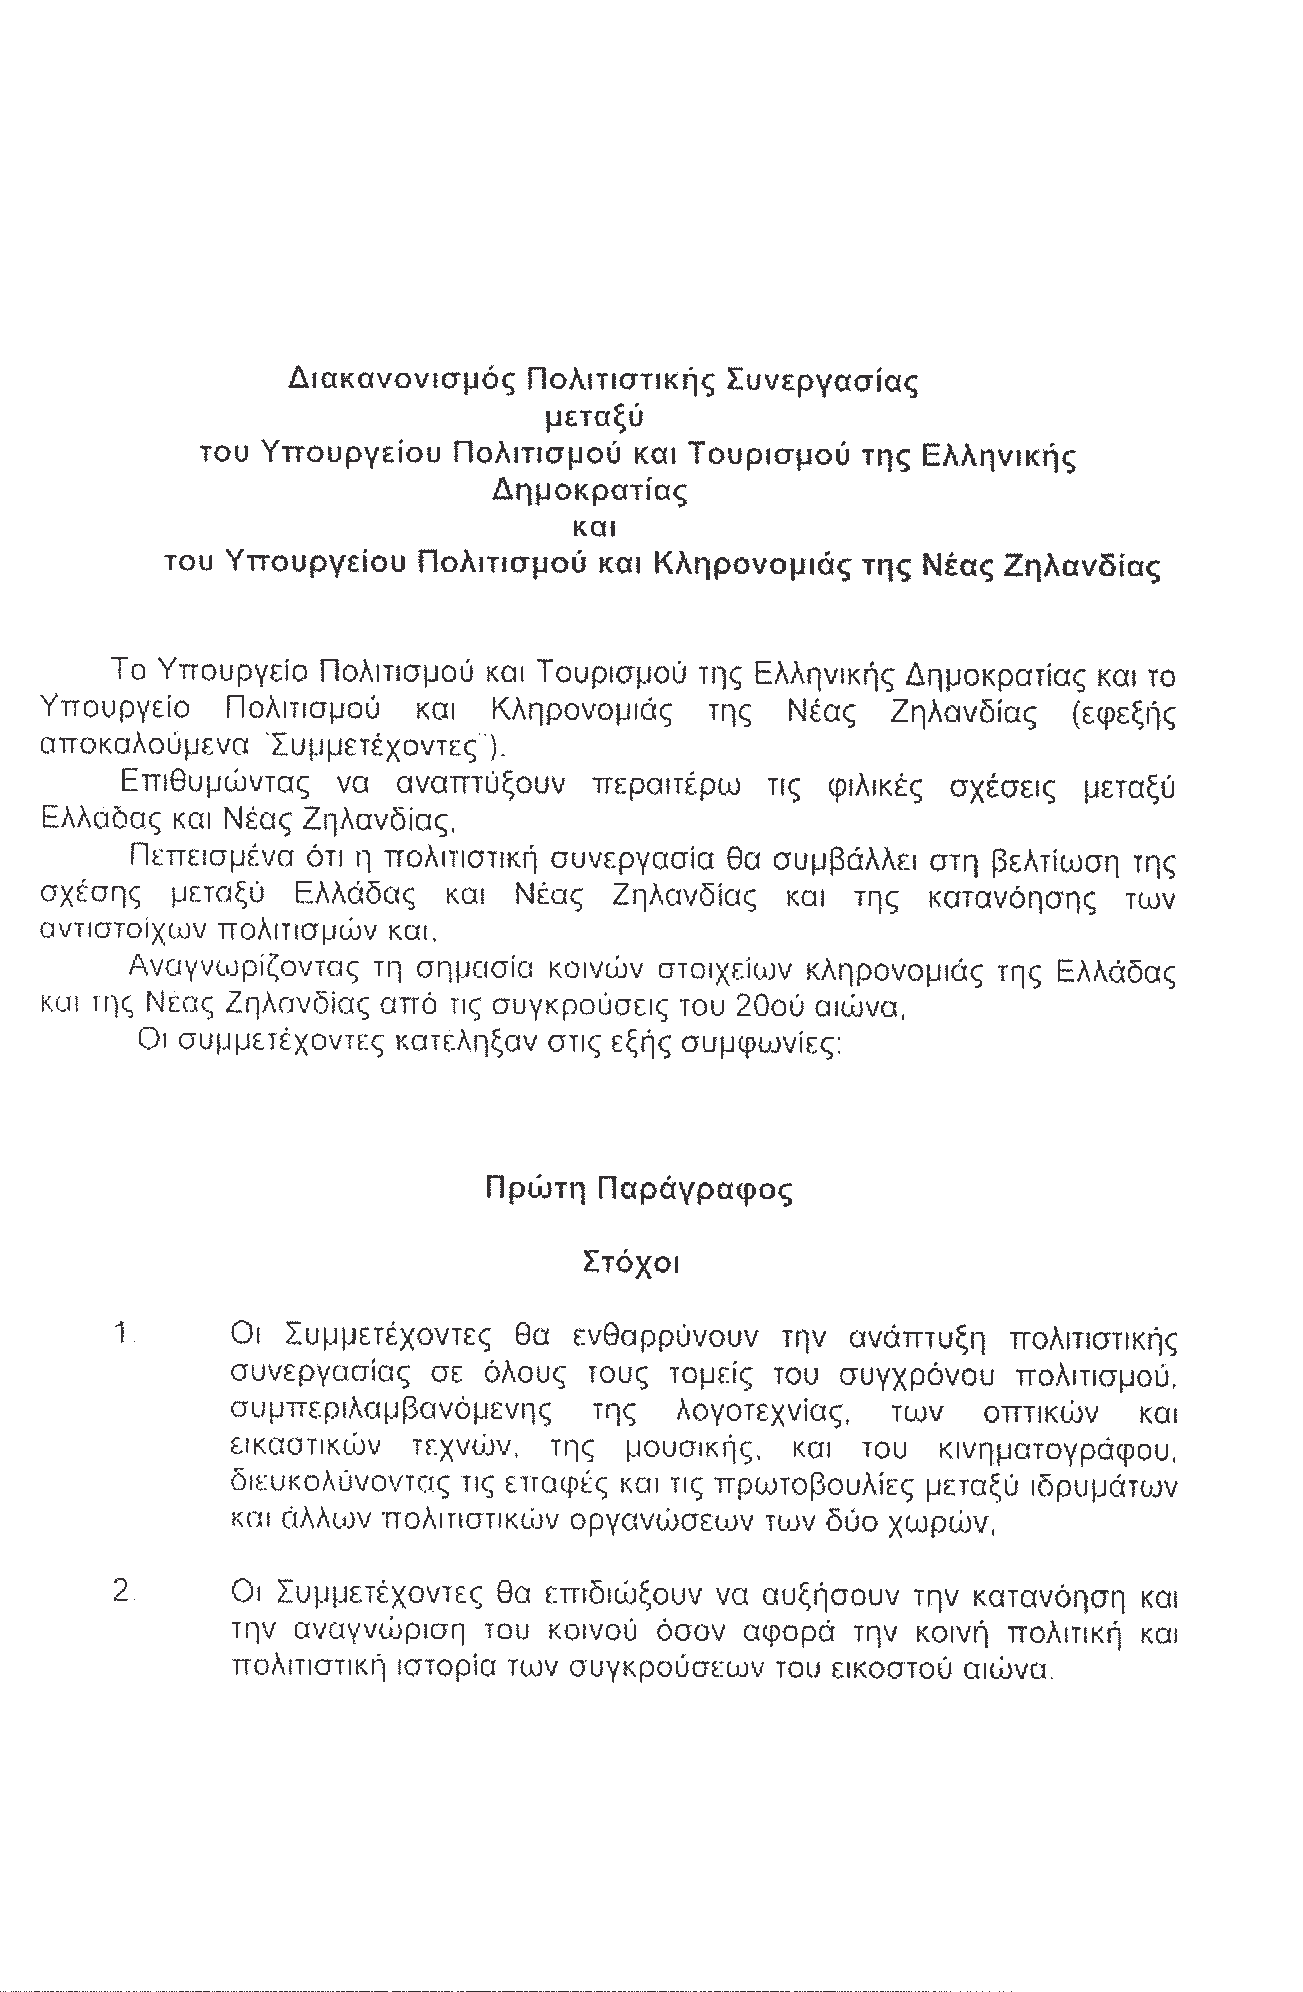 Διακανονισμός Πολιτιστικής Συνεργασίας
μεταξύ
του Υπουργείου Πολιτισμού και Τουρισμού της Ελληνικής
Δημοκρατίας
και
του Υπουργείου Πολιτισμού και Κληρονομιάς της Νέας Ζηλανδίας
Το Υπουργείο Πολιτισμού και Τουρισμού της Ελληνικής Δημοκρατίας και το
Υπουργείο Πολιτισμού και Κληρονομιάς της Νέας Ζηλανδίας (εφεξής
αποκαλούμενα "Συμμετέχοντες").
Επιθυμώντας να αναπτύξουν περαιτέρω τις φιλικές σχέσεις μεταξύ
Ελλάδας και Νέας Ζηλανδίας,
Πεπεισμένα ότι η πολιτιστική συνεργασία θα συμβάλλει στη βελτίωση της
σχέσης μεταξύ Ελλάδας και Νέας Ζηλανδίας και της κατανόησης των
αντιστοίχων πολιτισμών και,
Αναγνωρίζοντας τη σημασία κοινών στοιχείων κληρονομιάς της Ελλάδας
και της Νέας Ζηλανδίας από τις συγκρούσεις του 20ού αιώνα,
Οι συμμετέχοντες κατέληξαν στις εξής συμφωνίες:
Πρώτη Παράγραφος
Στόχοι
1. Οι Συμμετέχοντες θα ενθαρρύνουν την ανάπτυξη πολιτιστικής
συνεργασίας σε όλους τους τομείς του συγχρόνου πολιτισμού,
συμπεριλαμβανόμενης της λογοτεχνίας, των οπτικών και
εικαστικών τεχνών, της μουσικής, και του κινηματογράφου,
διευκολύνοντας τις επαφές και τις πρωτοβουλίες μεταξύ ιδρυμάτων
και άλλων πολιτιστικών οργανώσεων των δύο χωρών,
2. Οι Συμμετέχοντες θα επιδιώξουν να αυξήσουν την κατανόηση και
την αναγνώριση του κοινού όσον αφορά την κοινή πολιτική και
πολιτιστική ιστορία των συγκρούσεων του εικοστού αιώνα.